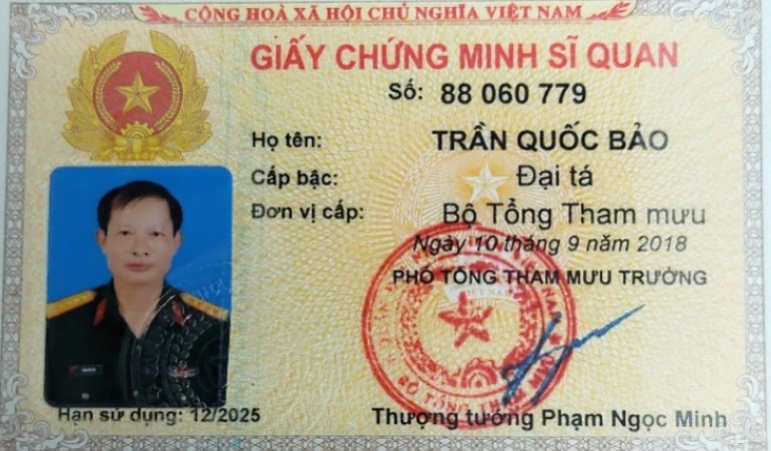 CỘNG HOÀ XÃ HỘI CHỦ NGHĨA VIỆT NAM
GIẤY CHỨNG MINH SĨ QUAN
Số: 88 060 779
Họ tên: TRẦN QUỐC BẢO
Cấp bậc: Đại tá
Đơn vị cấp: Bộ Tổng Tham mưu
Ngày 10 tháng 9 năm 2018
PHÓ TỔNG THAM MƯU TRƯỞNG
Hạn sử dụng: 12/2025
Thượng tướng Phạm Ngọc Minh